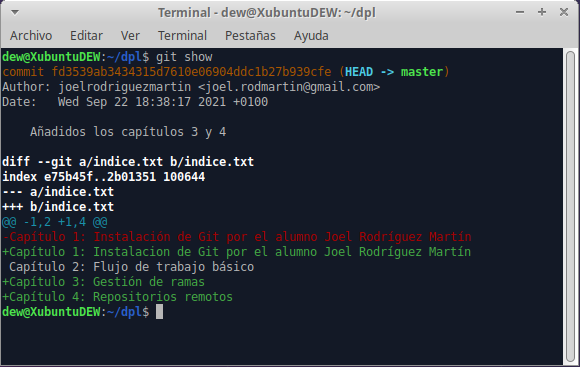 Terminal - dew@XubuntuDEW: ~/dpl
Archivo Editar Ver Terminal Pestañas Ayuda
dew@XubuntuDEW:~/dpl$ git show
commit fd3539ab3434315d7610e06904ddc1b27b939cfe (HEAD -> master)
Author: joelrodriguezmartin <joel.rodmartin@gmail.com>
Date:   Wed Sep 22 18:38:17 2021 +0100
    Añadidos los capítulos 3 y 4
diff --git a/indice.txt b/indice.txt
index e75b45f..2b01351 100644
--- a/indice.txt
+++ b/indice.txt
@@ -1,2 +1,4 @@
-Capítulo 1: Instalación de Git por el alumno Joel Rodríguez Martín
+Capítulo 1: Instalacion de Git por el alumno Joel Rodríguez Martín
 Capítulo 2: Flujo de trabajo básico
+Capítulo 3: Gestión de ramas
+Capítulo 4: Repositorios remotos
dew@XubuntuDEW:~/dpl$